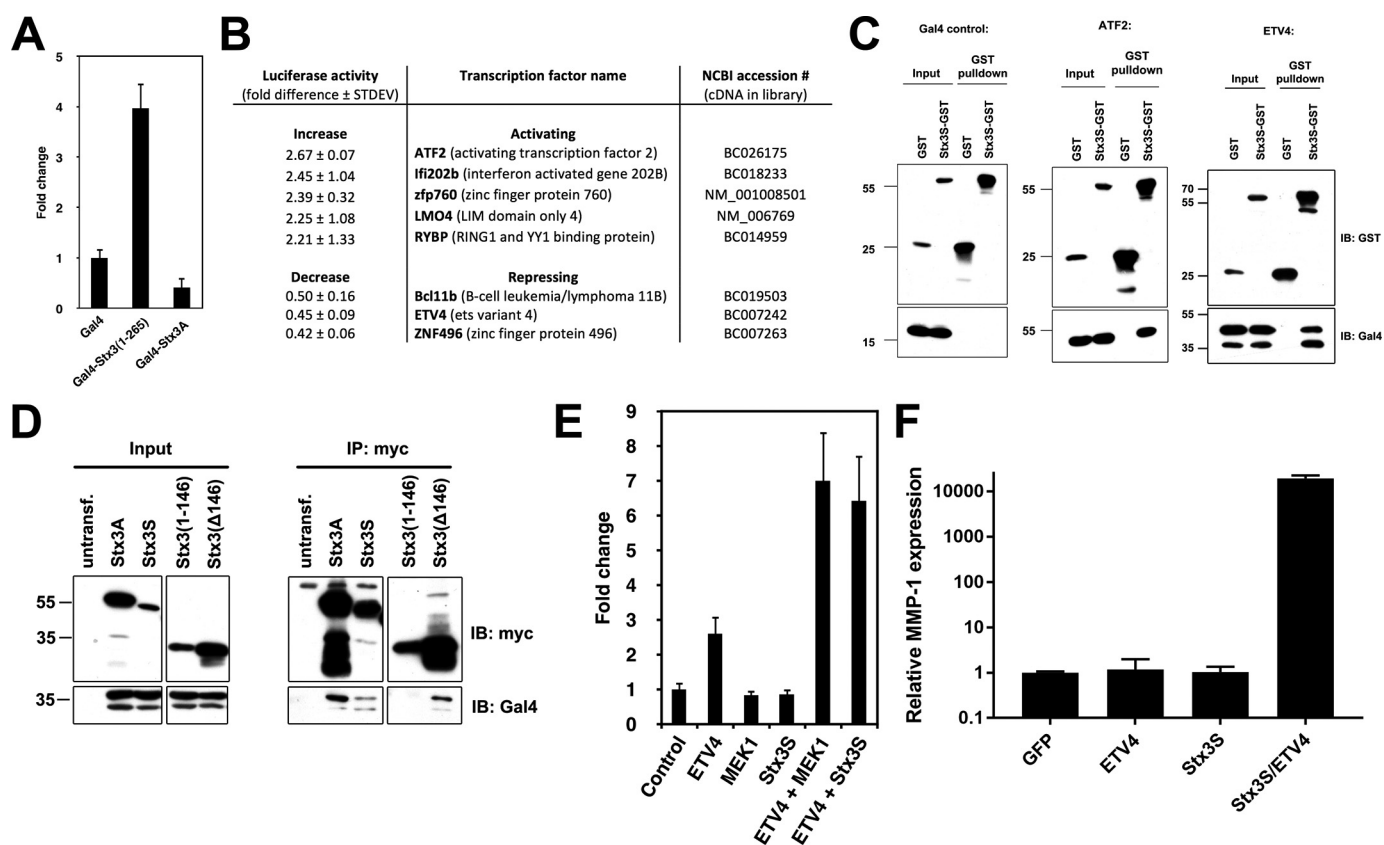 A
5
4
3
2
1
0
Fold change
Gal4
Gal4-Stx3(1-265)
Gal4-Stx3A
B
Luciferase activity
(fold difference ± STDEV)
Transcription factor name
NCBI accession #
(cDNA in library)
Increase
Activating
2.67 ± 0.07 ATF2 (activating transcription factor 2) BC026175
2.45 ± 1.04 Ifi202b (interferon activated gene 202B) BC018233
2.39 ± 0.32 zfp760 (zinc finger protein 760) NM_001008501
2.25 ± 1.08 LMO4 (LIM domain only 4) NM_006769
2.21 ± 1.33 RYBP (RING1 and YY1 binding protein) BC014959
Decrease
Repressing
0.50 ± 0.16 Bcl11b (B-cell leukemia/lymphoma 11B) BC019503
0.45 ± 0.09 ETV4 (ets variant 4) BC007242
0.42 ± 0.06 ZNF496 (zinc finger protein 496) BC007263
C
Gal4 control:
Input
GST
pulldown
GST
Stx3S-GST
GST
Stx3S-GST
55
25
15
ATF2:
Input
GST
pulldown
GST
Stx3S-GST
GST
Stx3S-GST
55
25
55
ETV4:
Input
GST
pulldown
GST
Stx3S-GST
GST
Stx3S-GST
70
55
25
55
35
IB: GST
IB: Gal4
D
Input
untransf.
Stx3A
Stx3S
Stx3(1-146)
Stx3(Δ146)
55
35
35
IP: myc
untransf.
Stx3A
Stx3S
Stx3(1-146)
Stx3(Δ146)
IB: myc
IB: Gal4
E
9
8
7
6
5
4
3
2
1
0
Fold change
Control
ETV4
MEK1
Stx3S
ETV4 + MEK1
ETV4 + Stx3S
F
Relative MMP-1 expression
10000
1000
100
10
1
0.1
GFP
ETV4
Stx3S
Stx3S/ETV4